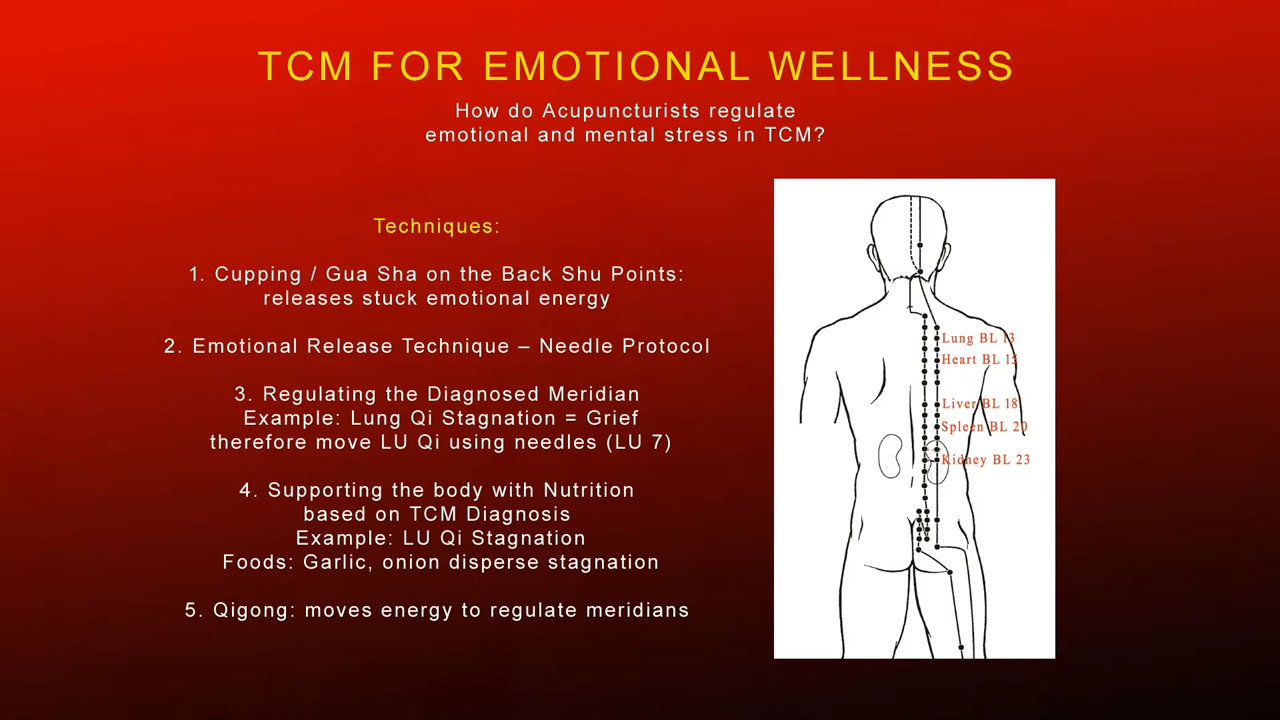 TCM FOR EMOTIONAL WELLNESS
How do Acupuncturists regulate
emotional and mental stress in TCM?
Techniques:
1. Cupping / Gua Sha on the Back Shu Points:
releases stuck emotional energy
2. Emotional Release Technique – Needle Protocol
3. Regulating the Diagnosed Meridian
Example: Lung Qi Stagnation = Grief
therefore move LU Qi using needles (LU 7)
4. Supporting the body with Nutrition
based on TCM Diagnosis
Example: LU Qi Stagnation
Foods: Garlic, onion disperse stagnation
5. Qigong: moves energy to regulate meridians
Lung BL 13
Heart BL 15
Liver BL 18
Spleen BL 20
Kidney BL 23